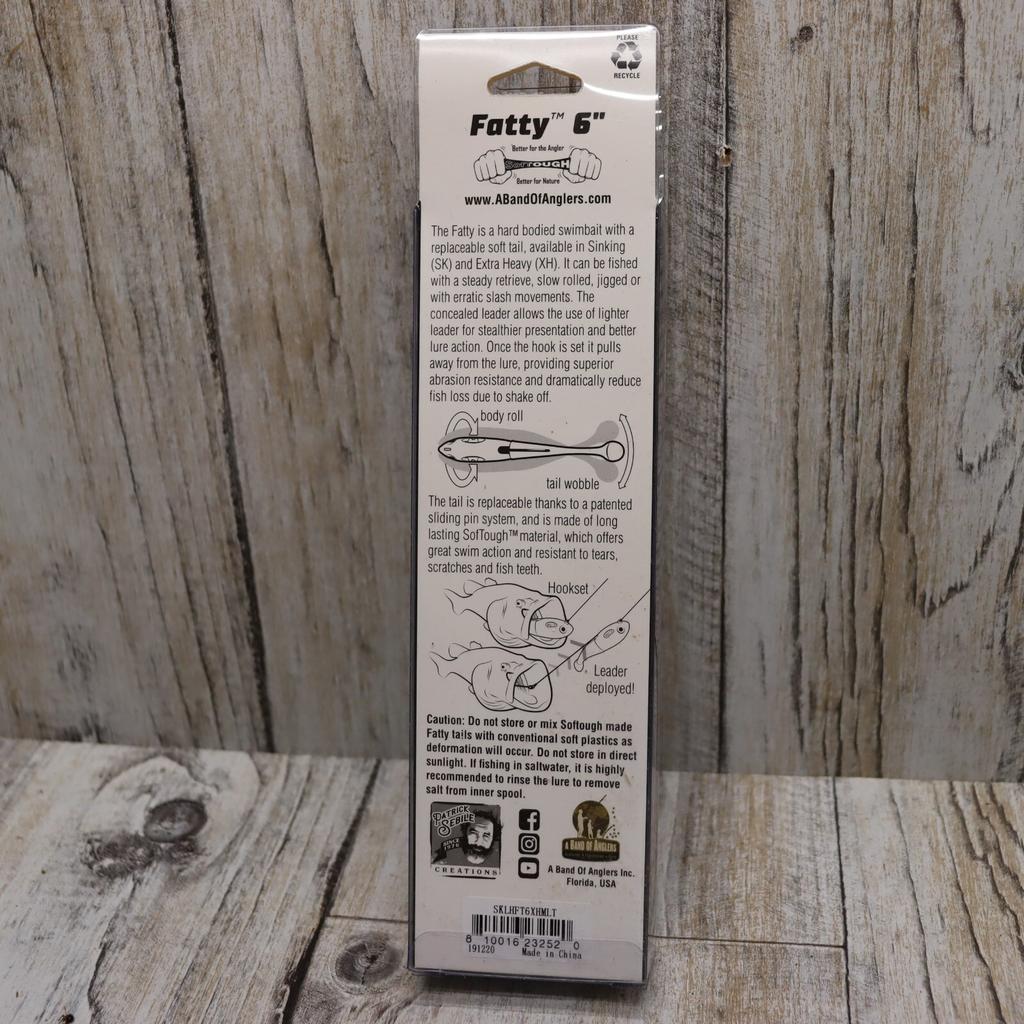 PLEASE
RECYCLE
Fatty™ 6"
Better for the Angler
SofTOUGH
Better for Nature
www.ABandOfAnglers.com
The Fatty is a hard bodied swimbait with a
replaceable soft tail, available in Sinking
(SK) and Extra Heavy (XH). It can be fished
with a steady retrieve, slow rolled, jigged or
with erratic slash movements. The
concealed leader allows the use of lighter
leader for stealthier presentation and better
lure action. Once the hook is set it pulls
away from the lure, providing superior
abrasion resistance and dramatically reduce
fish loss due to shake off.
body roll
tail wobble
The tail is replaceable thanks to a patented
sliding pin system, and is made of long
lasting SofTough™ material, which offers
great swim action and resistant to tears,
scratches and fish teeth.
Hookset
Leader
deployed!
Caution: Do not store or mix Softough made
Fatty tails with conventional soft plastics as
deformation will occur. Do not store in direct
sunlight. If fishing in saltwater, it is highly
recommended to rinse the lure to remove
salt from inner spool.
PATRICK
SEBILE
SINCE
CREATIONS
A BAND OF ANGLERS
A Band Of Anglers Inc.
Florida, USA
SKLHFT6XHMLT
8 10016 23252 0
191220 Made in China